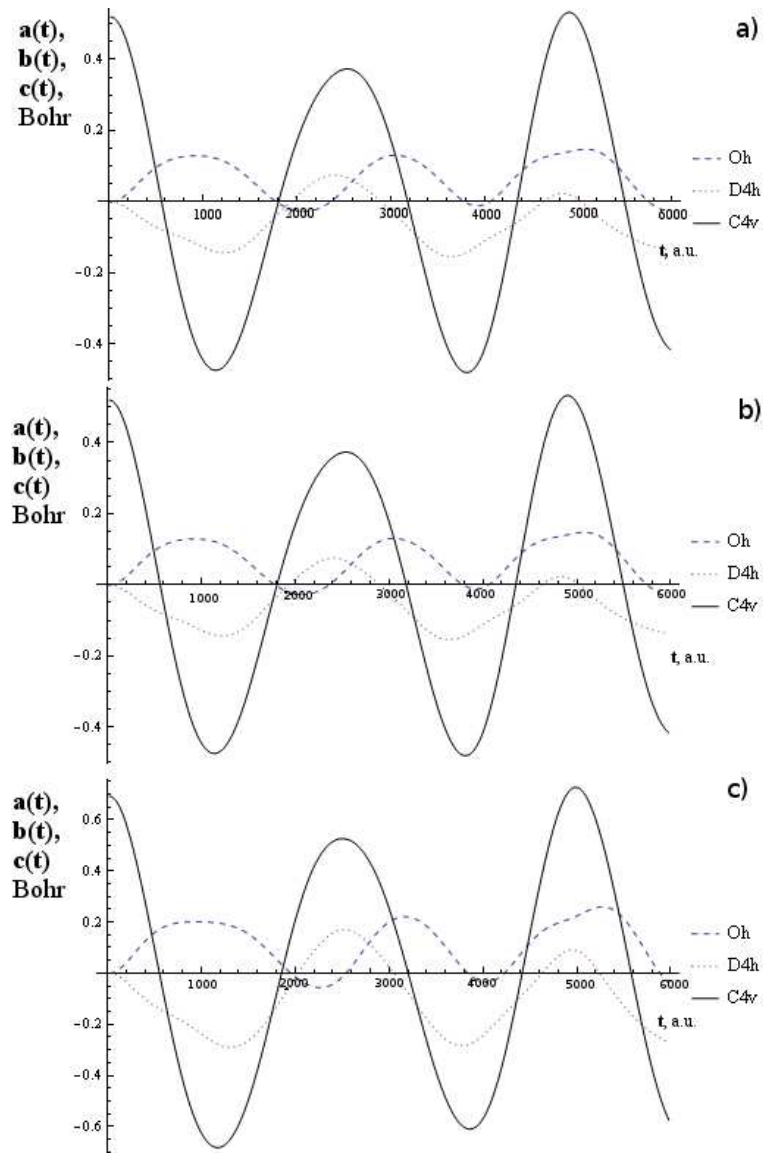 a)
a(t),
b(t),
c(t),
Bohr
0.4
0.2
-0.2
-0.4
1000
2000
3000
4000
5000
6000
t, a.u.
Oh
D4h
C4v
b)
a(t),
b(t),
c(t)
Bohr
0.4
0.2
-0.2
-0.4
1000
2000
3000
4000
5000
6000
t, a.u.
Oh
D4h
C4v
c)
a(t),
b(t),
c(t)
Bohr
0.6
0.4
0.2
-0.2
-0.4
-0.6
1000
2000
3000
4000
5000
6000
t, a.u.
Oh
D4h
C4v